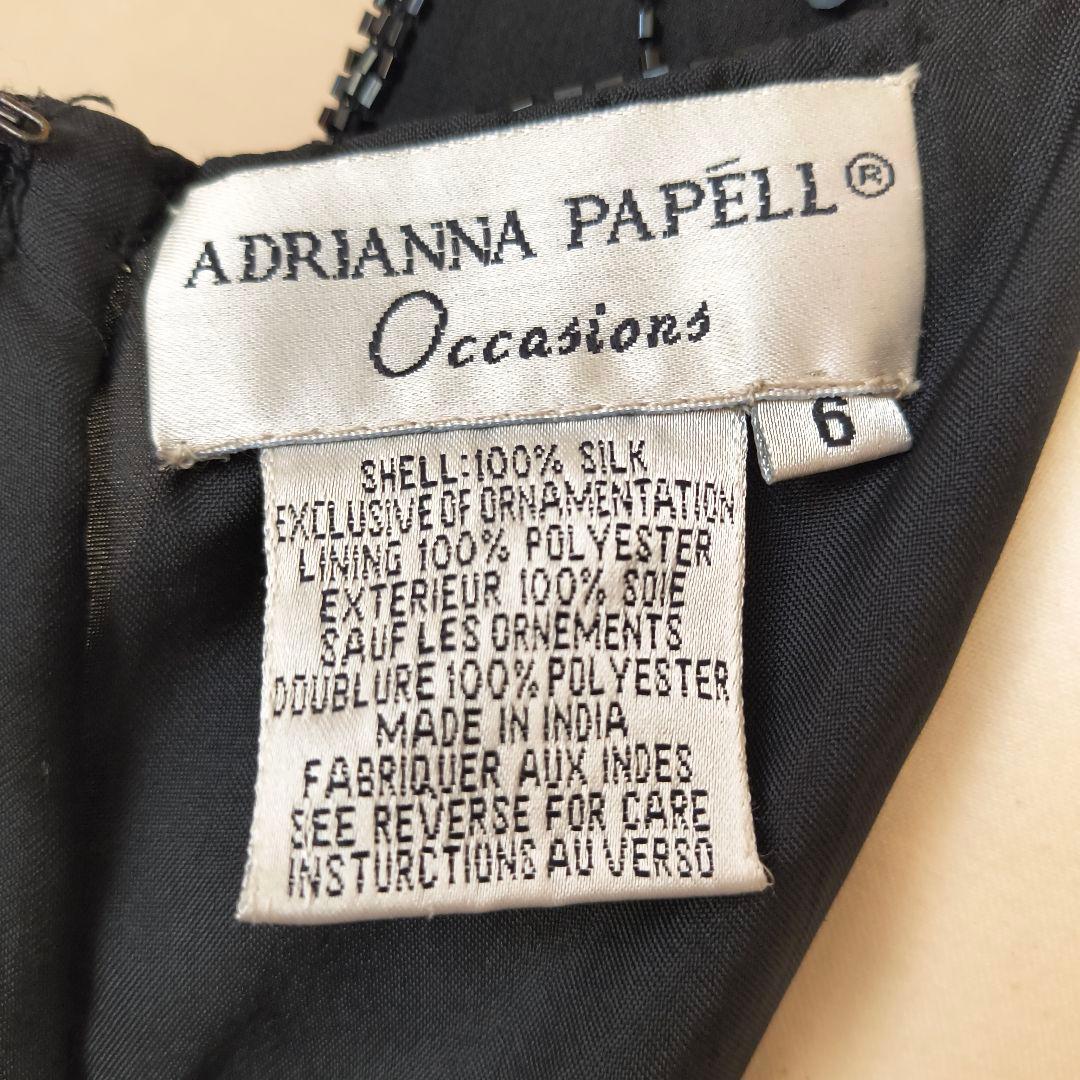 ADRIANNA PAPÉLL®
Occasions
6
SHELL:100% SILK
EXCLUSIVE OF ORNAMENTATION
LINING 100% POLYESTER
EXTERIEUR 100% SOIE
SAUF LES ORNEMENTS
DOUBLURE 100% POLYESTER
MADE IN INDIA
FABRIQUER AUX INDES
SEE REVERSE FOR CARE
INSTURCTIONS AU VERSO